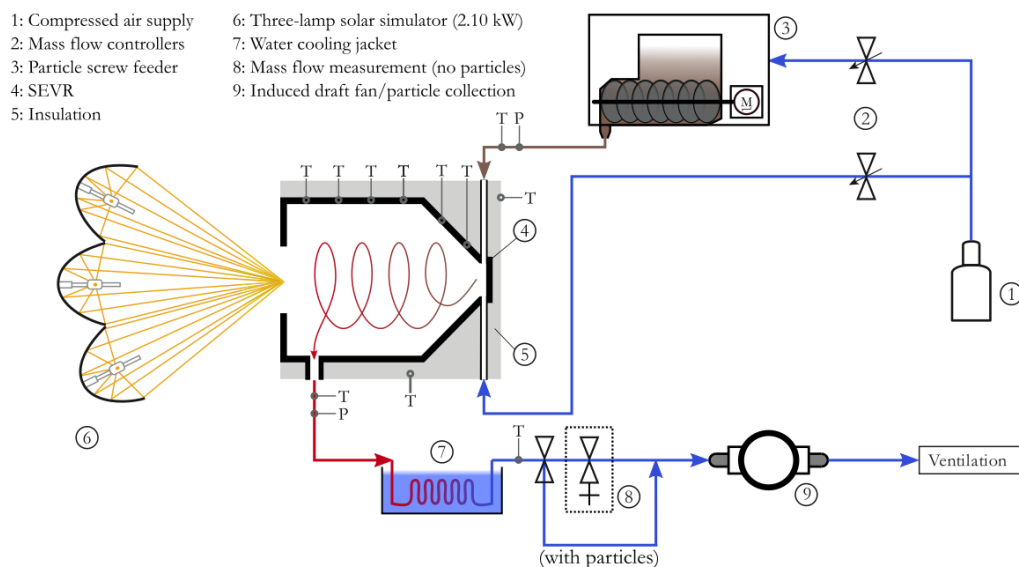 1: Compressed air supply
2: Mass flow controllers
3: Particle screw feeder
4: SEVR
5: Insulation
6: Three-lamp solar simulator (2.10 kW)
7: Water cooling jacket
8: Mass flow measurement (no particles)
9: Induced draft fan/particle collection
3
M
2
T P
T T T T T T
T
4
1
5
T
T
P
6
7
T
8
9
Ventilation
(with particles)